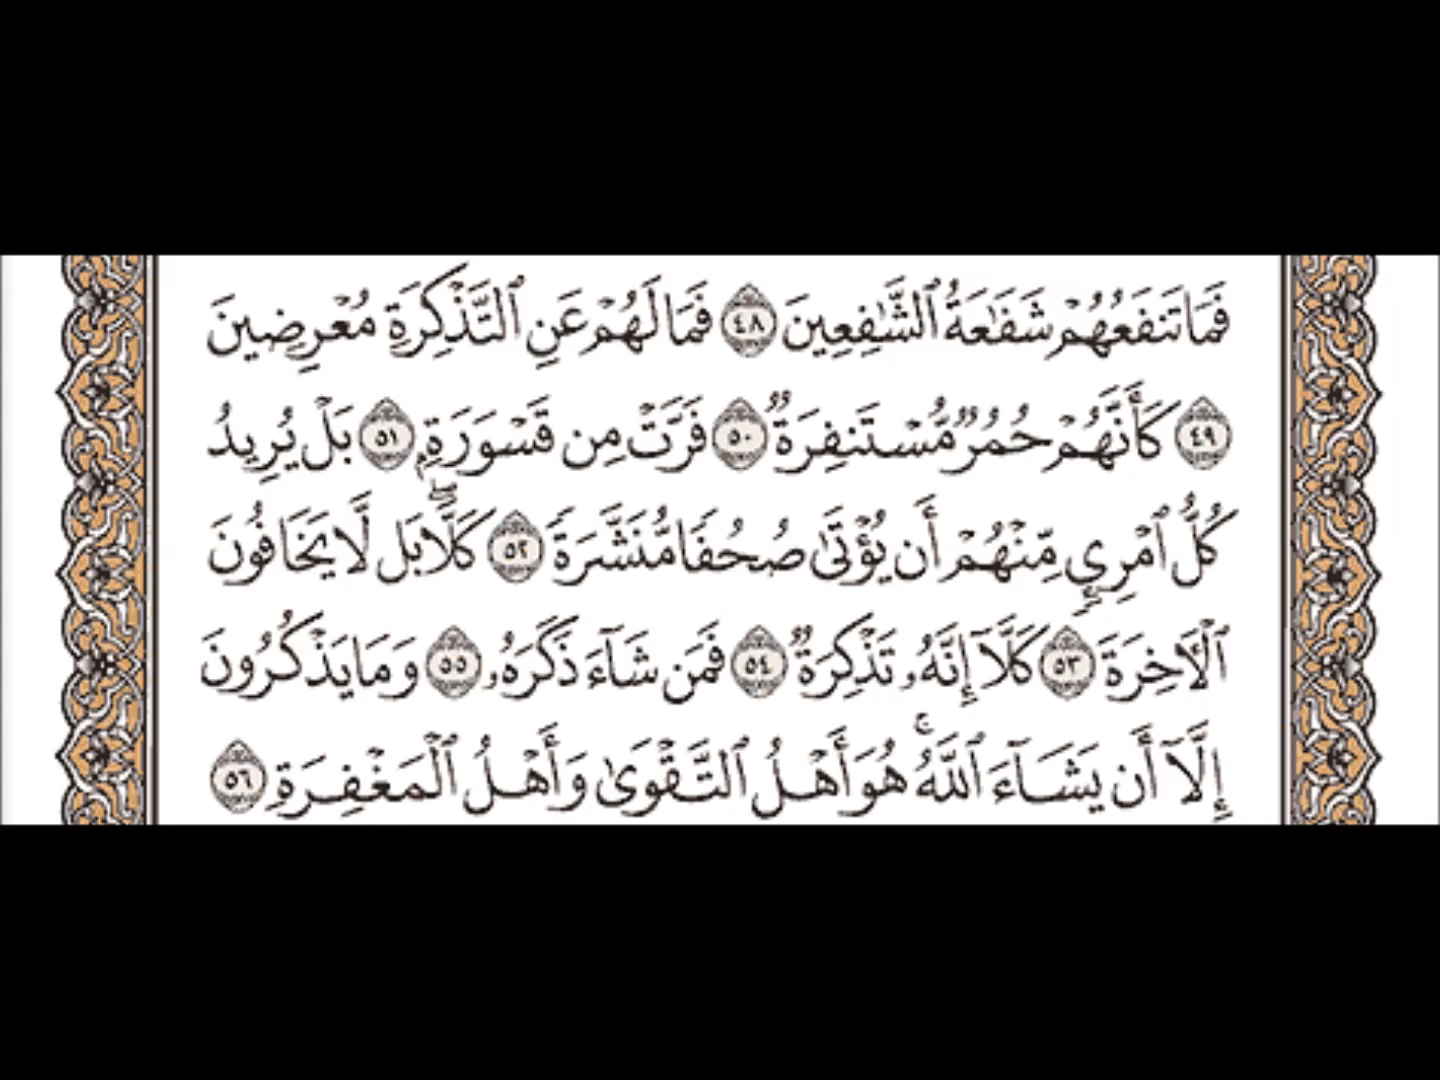 فَمَا تَنفَعُهُمْ شَفَٰعَةُ ٱلشَّٰفِعِينَ ٤٨ فَمَا لَهُمْ عَنِ ٱلتَّذْكِرَةِ مُعْرِضِينَ
٤٩ كَأَنَّهُمْ حُمُرٌ مُّسْتَنفِرَةٌ ٥٠ فَرَّتْ مِن قَسْوَرَةٍۭ ٥١ بَلْ يُرِيدُ
كُلُّ ٱمْرِئٍ مِّنْهُمْ أَن يُؤْتَىٰ صُحُفًا مُّنَشَّرَةً ٥٢ كَلَّا ۖ بَل لَّا يَخَافُونَ
ٱلْءَاخِرَةَ ٥٣ كَلَّآ إِنَّهُۥ تَذْكِرَةٌ ٥٤ فَمَن شَآءَ ذَكَرَهُۥ ٥٥ وَمَا يَذْكُرُونَ
إِلَّآ أَن يَشَآءَ ٱللَّهُ ۚ هُوَ أَهْلُ ٱلتَّقْوَىٰ وَأَهْلُ ٱلْمَغْفِرَةِ ٥٦